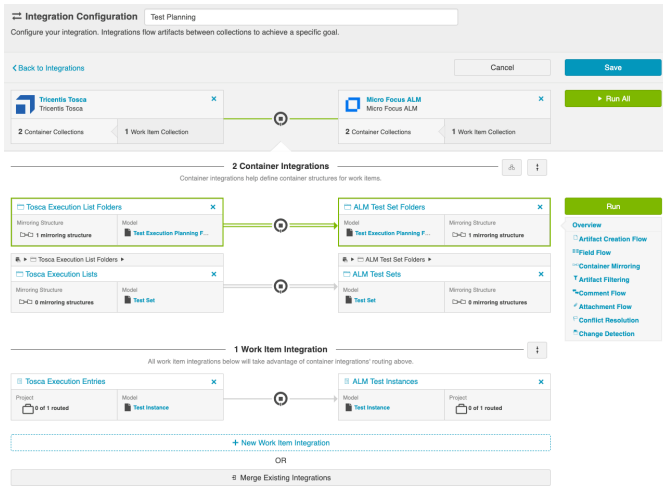 Integration Configuration
Test Planning
Configure your integration. Integrations flow artifacts between collections to achieve a specific goal.
Back to Integrations
Cancel
Save
Tricentis Tosca
Tricentis Tosca
2 Container Collections
1 Work Item Collection
Micro Focus ALM
Micro Focus ALM
2 Container Collections
1 Work Item Collection
Run All
2 Container Integrations
Container integrations help define container structures for work items.
Tosca Execution List Folders
Mirroring Structure
1 mirroring structure
Model
Test Execution Planning F...
ALM Test Set Folders
Model
Test Execution Planning F...
Mirroring Structure
1 mirroring structure
Run
Overview
Artifact Creation Flow
Field Flow
Container Mirroring
Artifact Filtering
Comment Flow
Attachment Flow
Conflict Resolution
Change Detection
Tosca Execution List Folders
Tosca Execution Lists
Mirroring Structure
0 mirroring structures
Model
Test Set
ALM Test Set Folders
ALM Test Sets
Model
Test Set
Mirroring Structure
0 mirroring structures
1 Work Item Integration
All work item integrations below will take advantage of container integrations' routing above.
Tosca Execution Entries
Project
0 of 1 routed
Model
Test Instance
ALM Test Instances
Model
Test Instance
Project
0 of 1 routed
+ New Work Item Integration
OR
Merge Existing Integrations